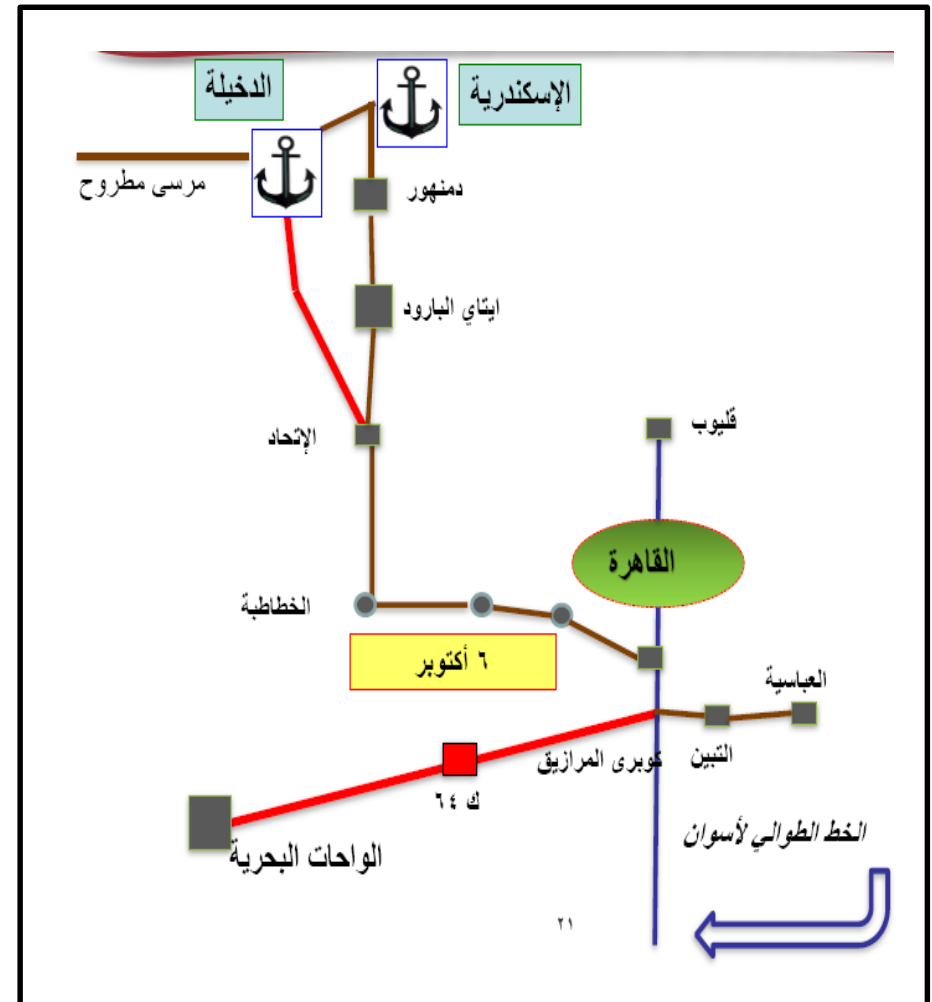 الدخيلة
الإسكندرية
مرسى مطروح
دمنهور
ايتاي البارود
الإتحاد
قليوب
القاهرة
الخطاطبة
٦ أكتوبر
العباسية
التبين
كوبرى المرازيق
ك ٦٤
الواحات البحرية
الخط الطوالي لأسوان
٢١